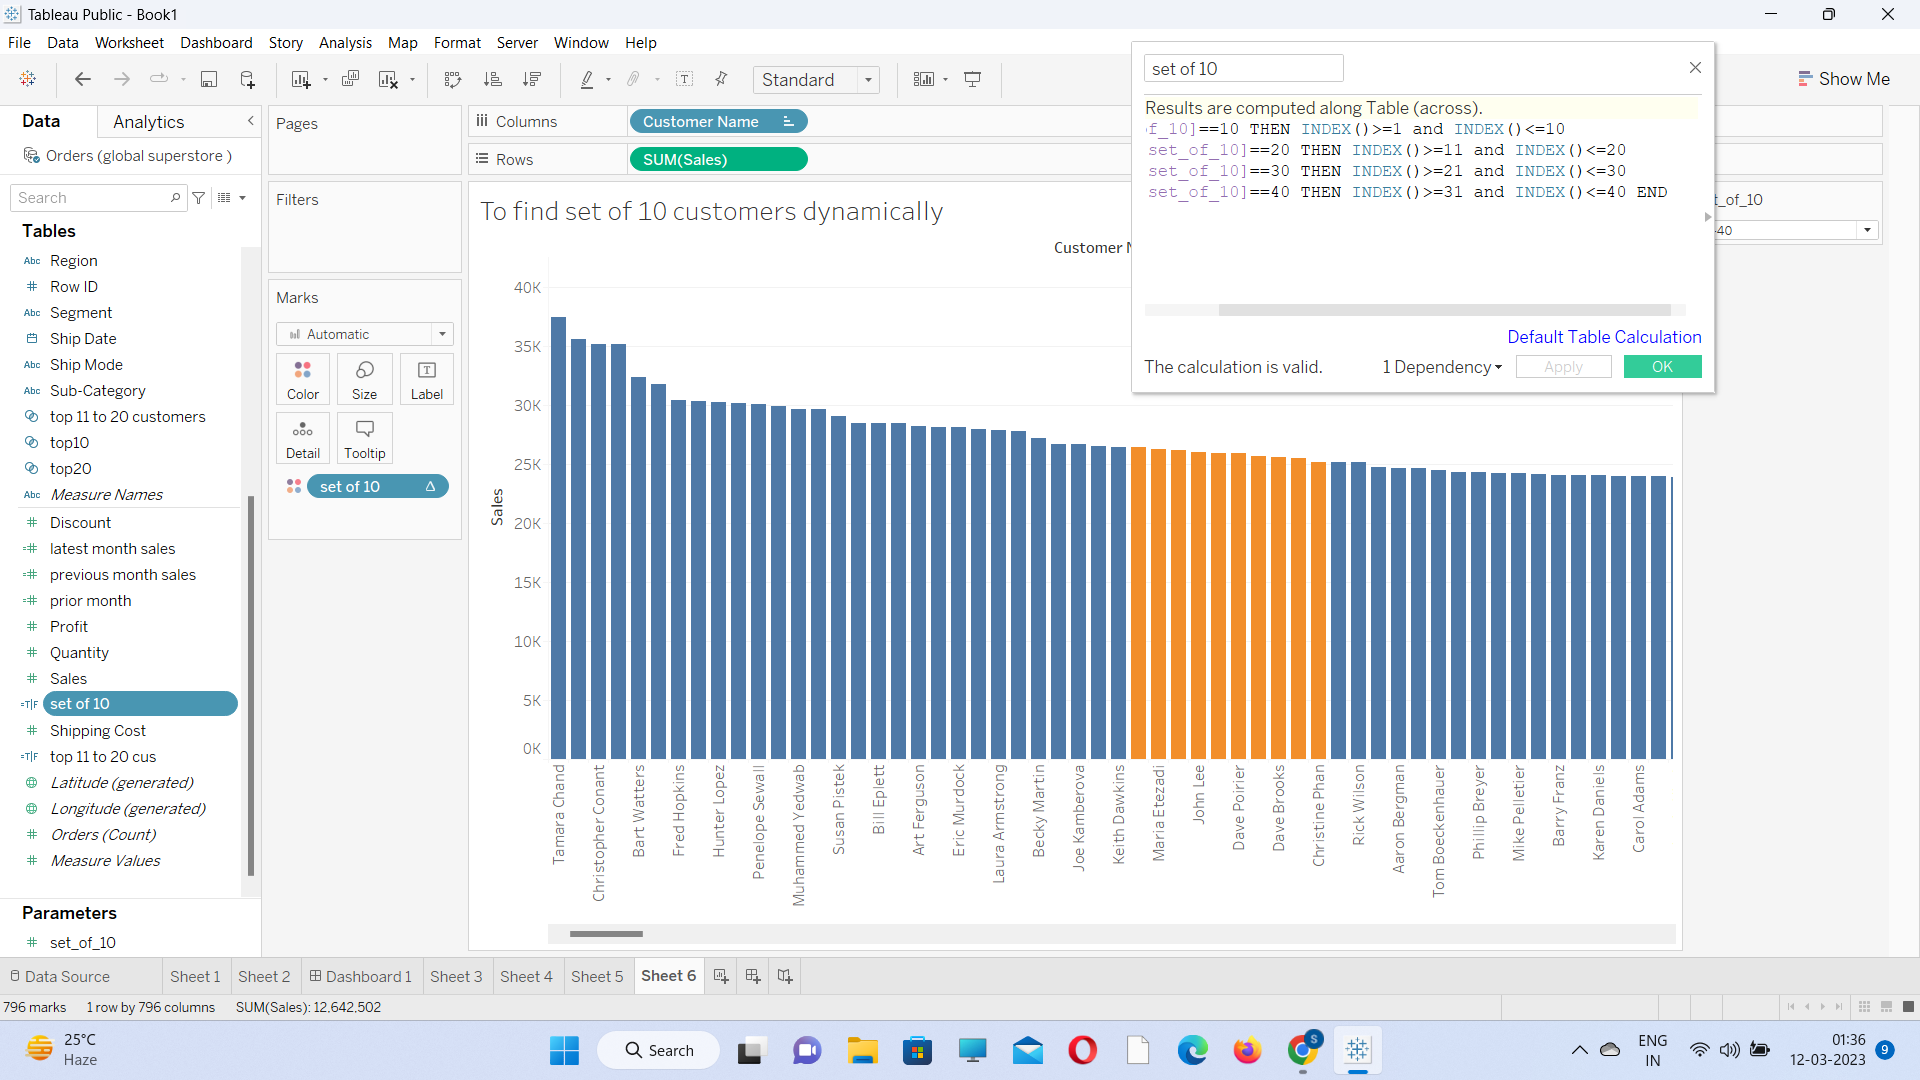 Tableau Public - Book1
File Data Worksheet Dashboard Story Analysis Map Format Server Window Help
Standard
Show Me
Data
Analytics
Orders (global superstore )
Search
Tables
Abc Region
Row ID
Abc Segment
Ship Date
Abc Ship Mode
Abc Sub-Category
top 11 to 20 customers
top10
top20
Abc Measure Names
Discount
latest month sales
previous month sales
prior month
Profit
Quantity
Sales
=T|F set of 10
Shipping Cost
=T|F top 11 to 20 cus
Latitude (generated)
Longitude (generated)
Orders (Count)
Measure Values
Parameters
set_of_10
Pages
Filters
Marks
Automatic
Color Size Label
Detail Tooltip
set of 10
Columns
Customer Name
Rows
SUM(Sales)
To find set of 10 customers dynamically
Customer N
Sales
40K
35K
30K
25K
20K
15K
10K
5K
0K
Tamara Chand
Christopher Conant
Bart Watters
Fred Hopkins
Hunter Lopez
Penelope Sewall
Muhammed Yedwab
Susan Pistek
Bill Eplett
Art Ferguson
Eric Murdock
Laura Armstrong
Becky Martin
Joe Kamberova
Keith Dawkins
Maria Etezadi
John Lee
Dave Poirier
Dave Brooks
Christine Phan
Rick Wilson
Aaron Bergman
Tom Boeckenhauer
Phillip Breyer
Mike Pelletier
Barry Franz
Karen Daniels
Carol Adams
set of 10
Results are computed along Table (across).
of_10]==10 THEN INDEX()>=1 and INDEX()<=10
set_of_10]==20 THEN INDEX()>=11 and INDEX()<=20
set_of_10]==30 THEN INDEX()>=21 and INDEX()<=30
set_of_10]==40 THEN INDEX()>=31 and INDEX()<=40 END
Default Table Calculation
The calculation is valid.
1 Dependency
Apply
OK
t_of_10
-40
Data Source
Sheet 1
Sheet 2
Dashboard 1
Sheet 3
Sheet 4
Sheet 5
Sheet 6
796 marks 1 row by 796 columns SUM(Sales): 12,642,502
25°C
Haze
Search
S
ENG
IN
01:36
12-03-2023
9